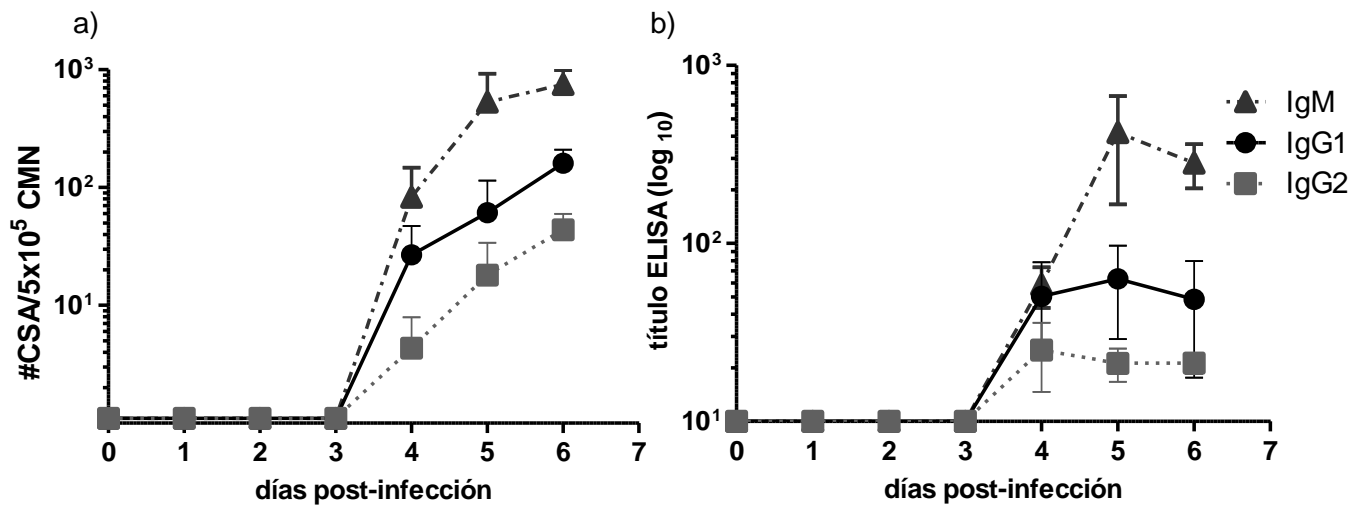 a)
#CSA/5x10⁵ CMN
10³
10²
10¹
0 1 2 3 4 5 6 7
días post-infección
b)
título ELISA (log ₁₀)
10³
10²
10¹
0 1 2 3 4 5 6 7
días post-infección
IgM
IgG1
IgG2